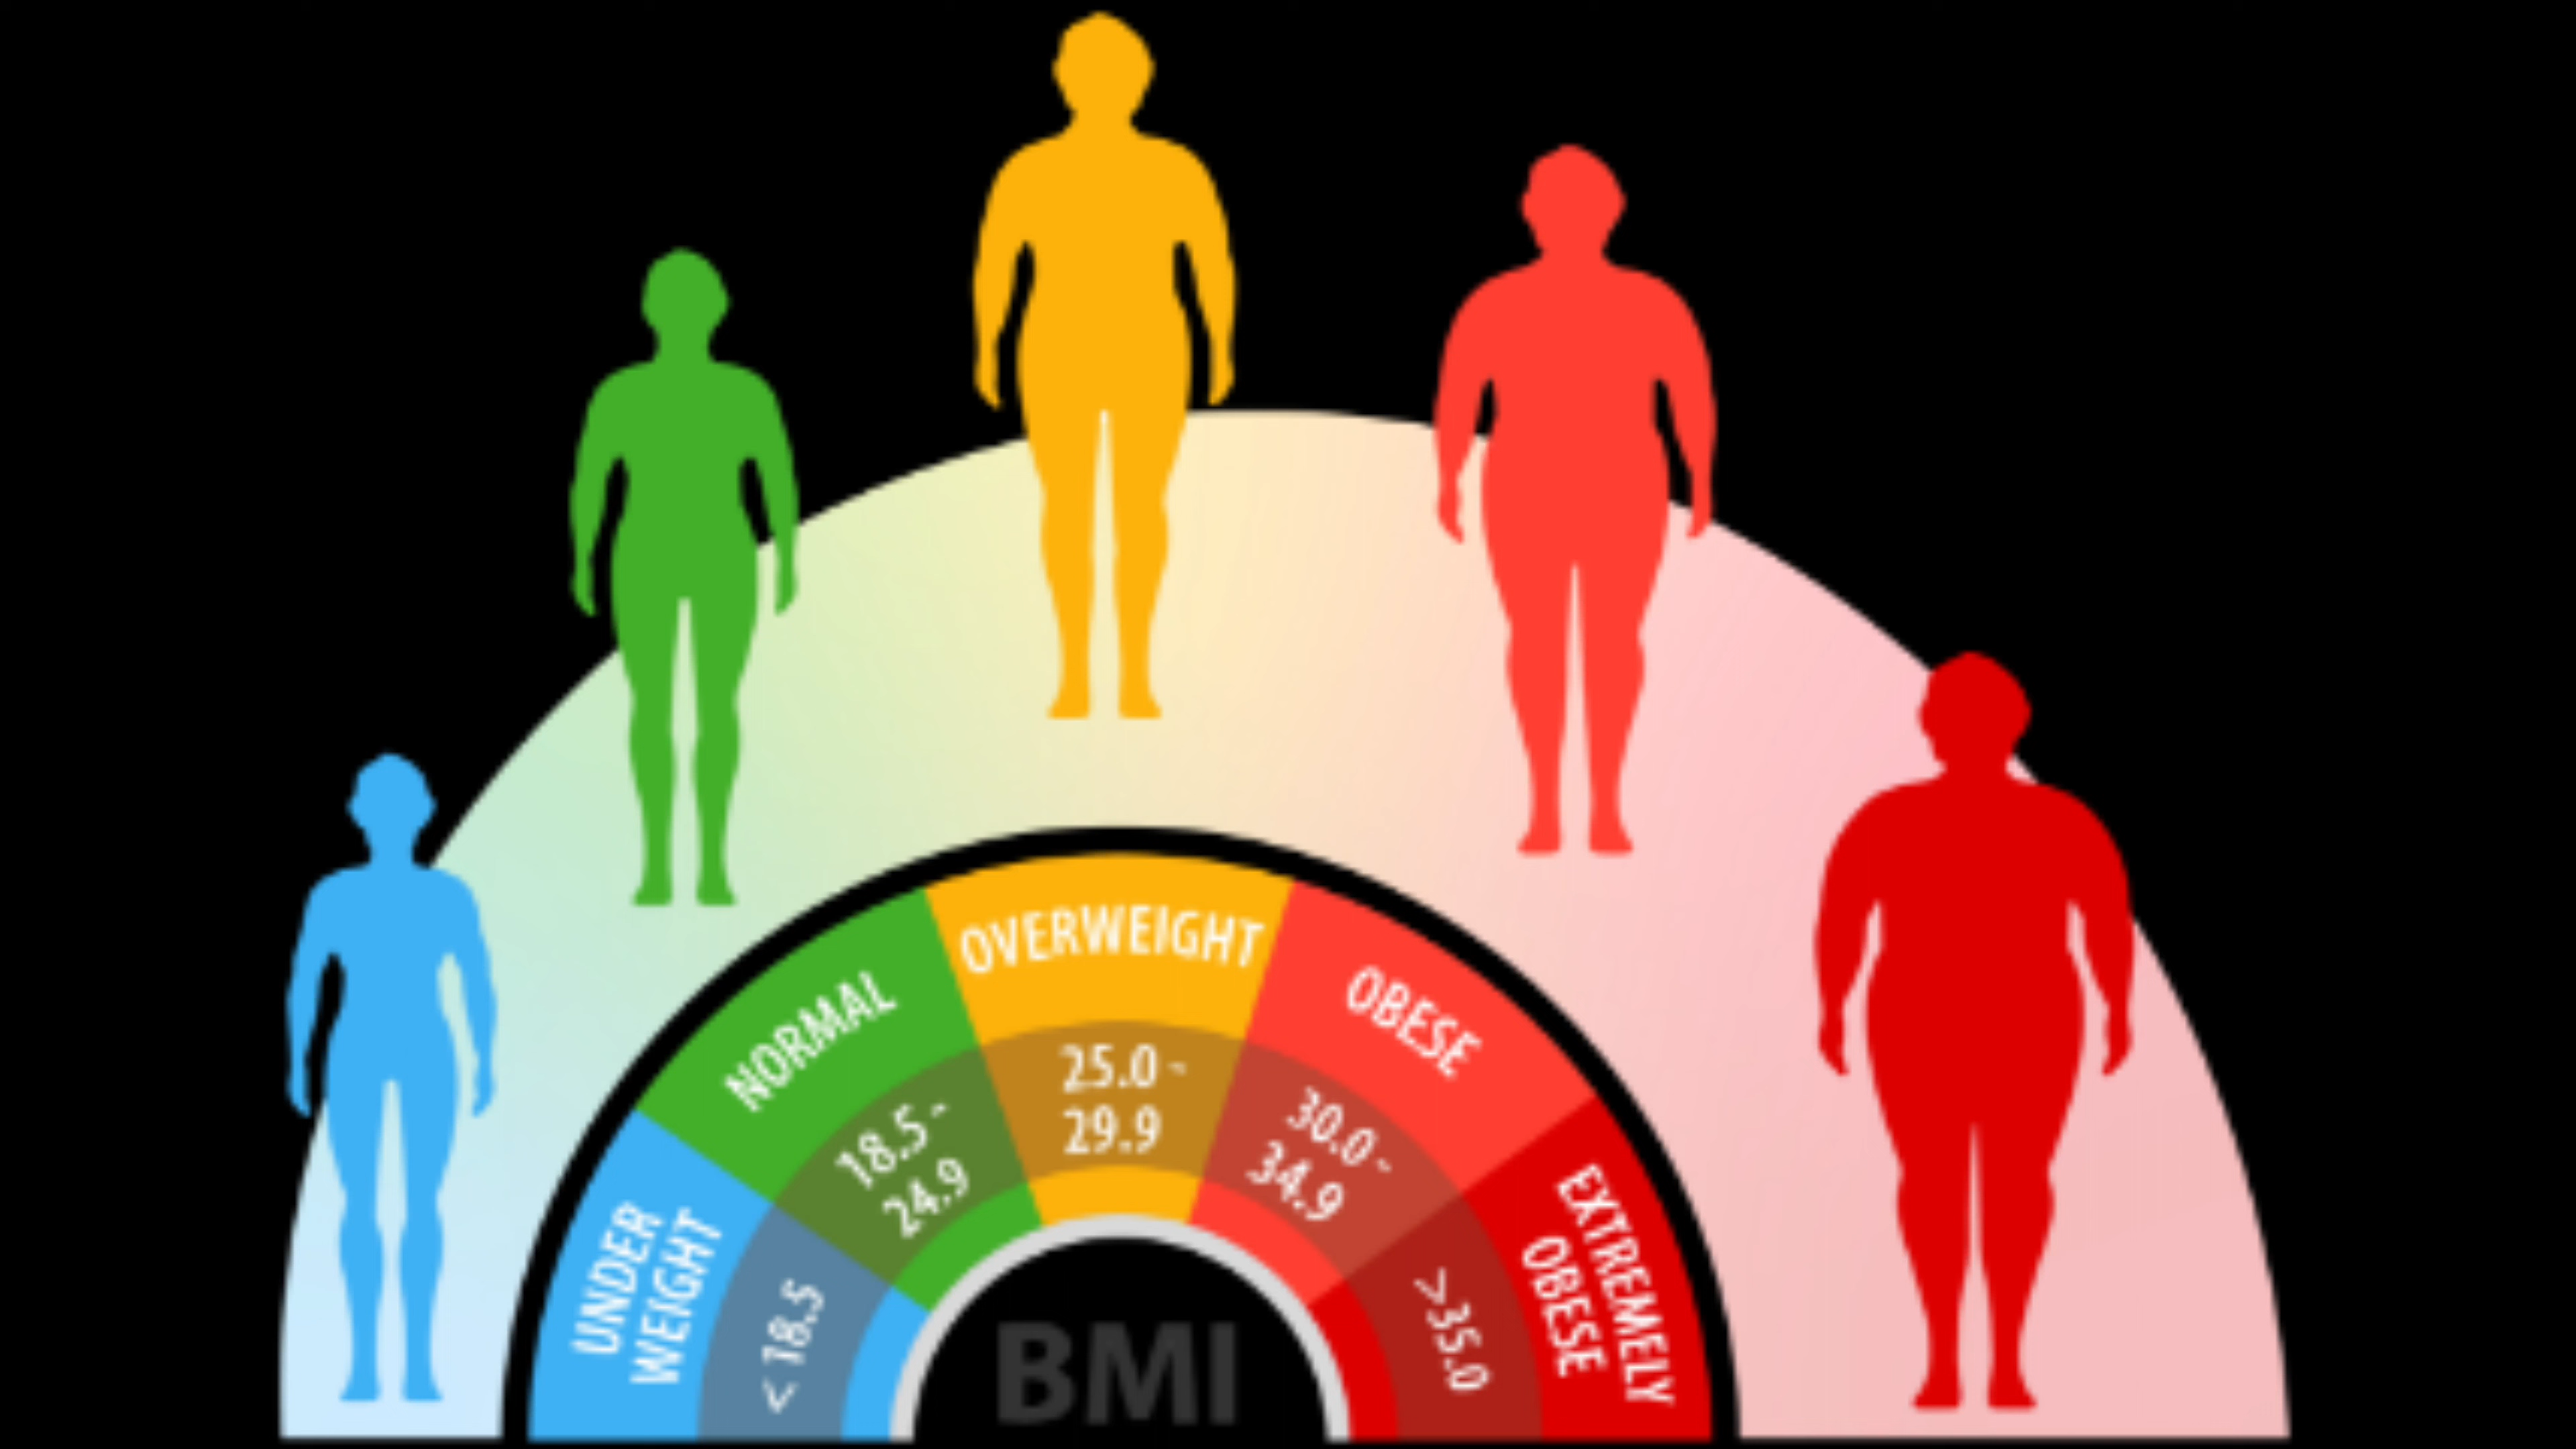 UNDER
WEIGHT
< 18.5
NORMAL
18.5 -
24.9
OVERWEIGHT
25.0 -
29.9
OBESE
30.0 -
34.9
EXTREMELY
OBESE
>35.0
BMI